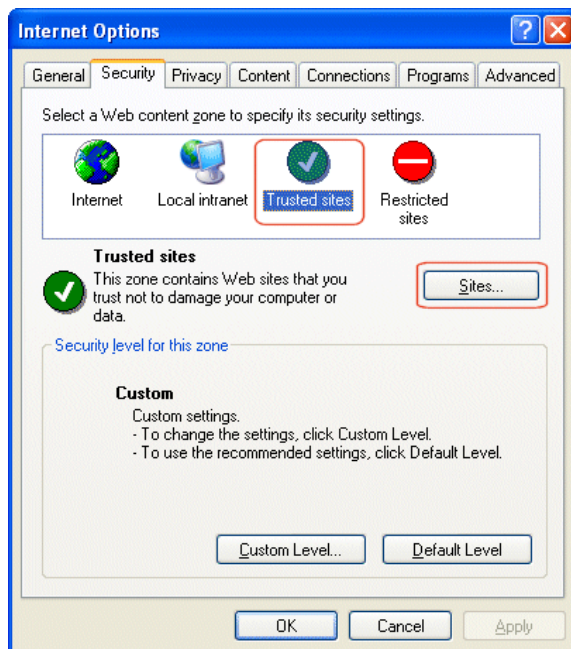 Internet Options
General Security Privacy Content Connections Programs Advanced
Select a Web content zone to specify its security settings.
Internet Local intranet Trusted sites Restricted sites
Trusted sites
This zone contains Web sites that you
trust not to damage your computer or
data.
Sites...
Security level for this zone
Custom
Custom settings.
- To change the settings, click Custom Level.
- To use the recommended settings, click Default Level.
Custom Level... Default Level
OK Cancel Apply